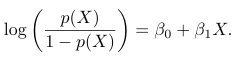 log ( p(X) / (1 − p(X)) ) = β₀ + β₁X.